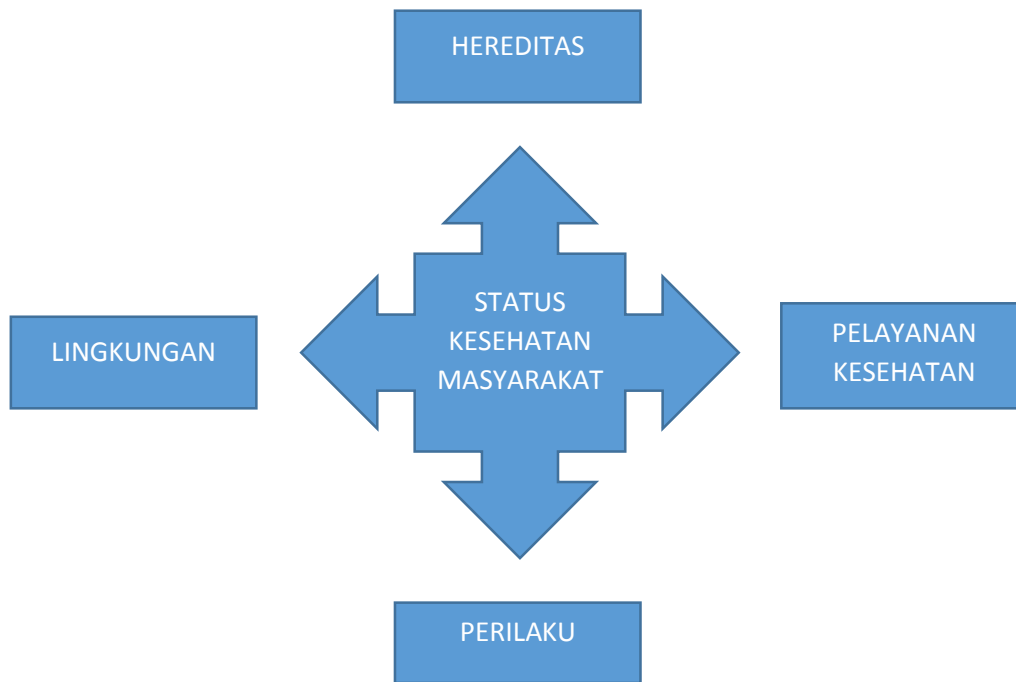 HEREDITAS
STATUS
KESEHATAN
MASYARAKAT
LINGKUNGAN
PELAYANAN
KESEHATAN
PERILAKU